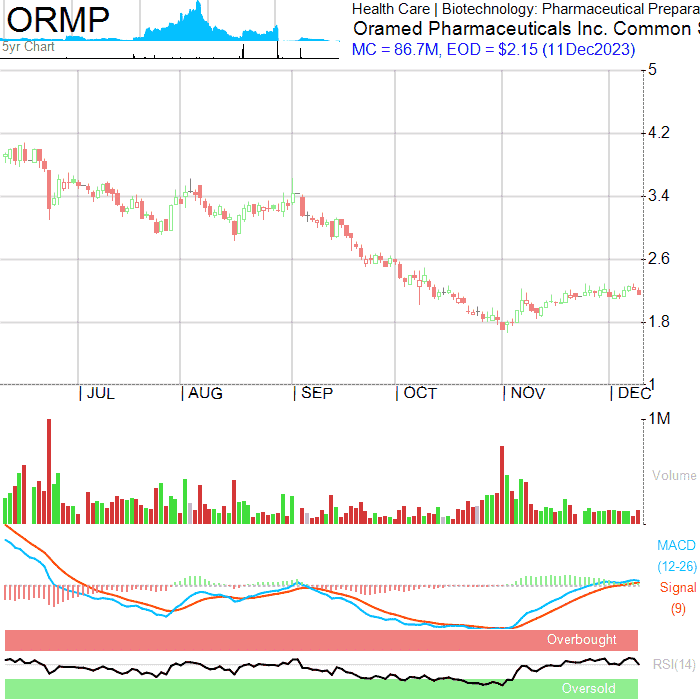 ORMP
5yr Chart
Health Care | Biotechnology: Pharmaceutical Prepara
Oramed Pharmaceuticals Inc. Common S
MC = 86.7M, EOD = $2.15 (11Dec2023)
5
4.2
3.4
2.6
1.8
1
JUL AUG SEP OCT NOV DEC
1M
Volume
MACD
(12-26)
Signal
(9)
Overbought
RSI(14)
Oversold